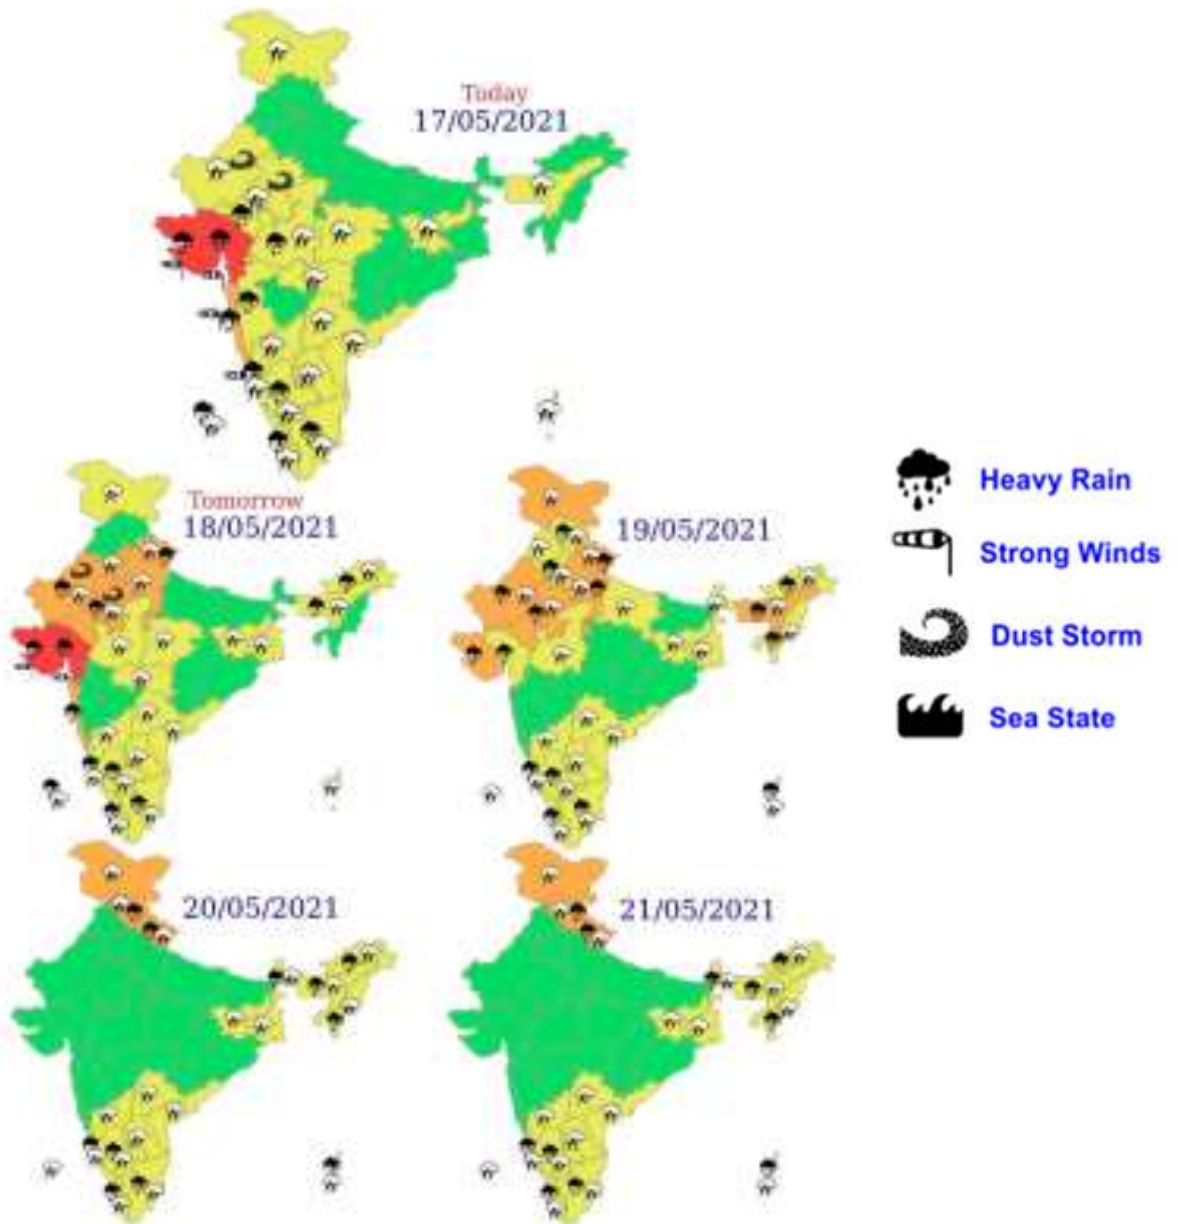 Today
17/05/2021
Tomorrow
18/05/2021
19/05/2021
Heavy Rain
Strong Winds
Dust Storm
Sea State
20/05/2021
21/05/2021